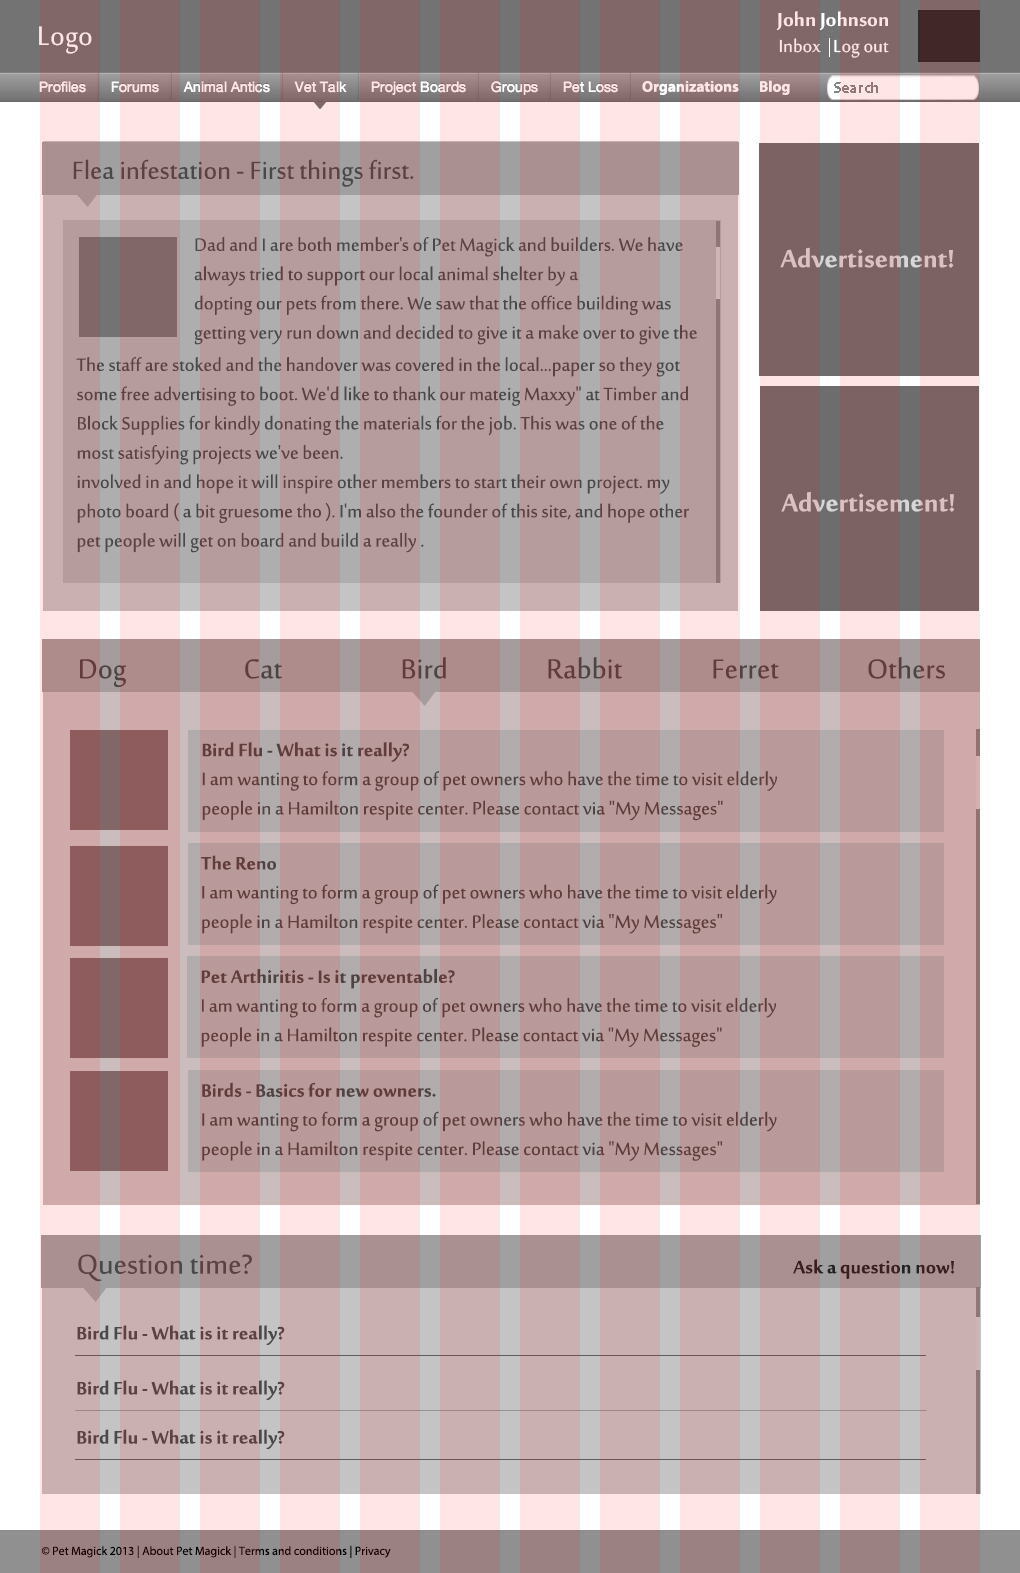 Logo
John Johnson
Inbox |Log out
Profiles Forums Animal Antics Vet Talk Project Boards Groups Pet Loss Organizations Blog Search
Flea infestation - First things first.
Dad and I are both member's of Pet Magick and builders. We have
always tried to support our local animal shelter by a
dopting our pets from there. We saw that the office building was
getting very run down and decided to give it a make over to give the
The staff are stoked and the handover was covered in the local...paper so they got
some free advertising to boot. We'd like to thank our mateig Maxxy" at Timber and
Block Supplies for kindly donating the materials for the job. This was one of the
most satisfying projects we've been.
involved in and hope it will inspire other members to start their own project. my
photo board ( a bit gruesome tho ). I'm also the founder of this site, and hope other
pet people will get on board and build a really .
Advertisement!
Advertisement!
Dog Cat Bird Rabbit Ferret Others
Bird Flu - What is it really?
I am wanting to form a group of pet owners who have the time to visit elderly
people in a Hamilton respite center. Please contact via "My Messages"
The Reno
I am wanting to form a group of pet owners who have the time to visit elderly
people in a Hamilton respite center. Please contact via "My Messages"
Pet Arthiritis - Is it preventable?
I am wanting to form a group of pet owners who have the time to visit elderly
people in a Hamilton respite center. Please contact via "My Messages"
Birds - Basics for new owners.
I am wanting to form a group of pet owners who have the time to visit elderly
people in a Hamilton respite center. Please contact via "My Messages"
Question time? Ask a question now!
Bird Flu - What is it really?
Bird Flu - What is it really?
Bird Flu - What is it really?
© Pet Magick 2013 | About Pet Magick | Terms and conditions | Privacy